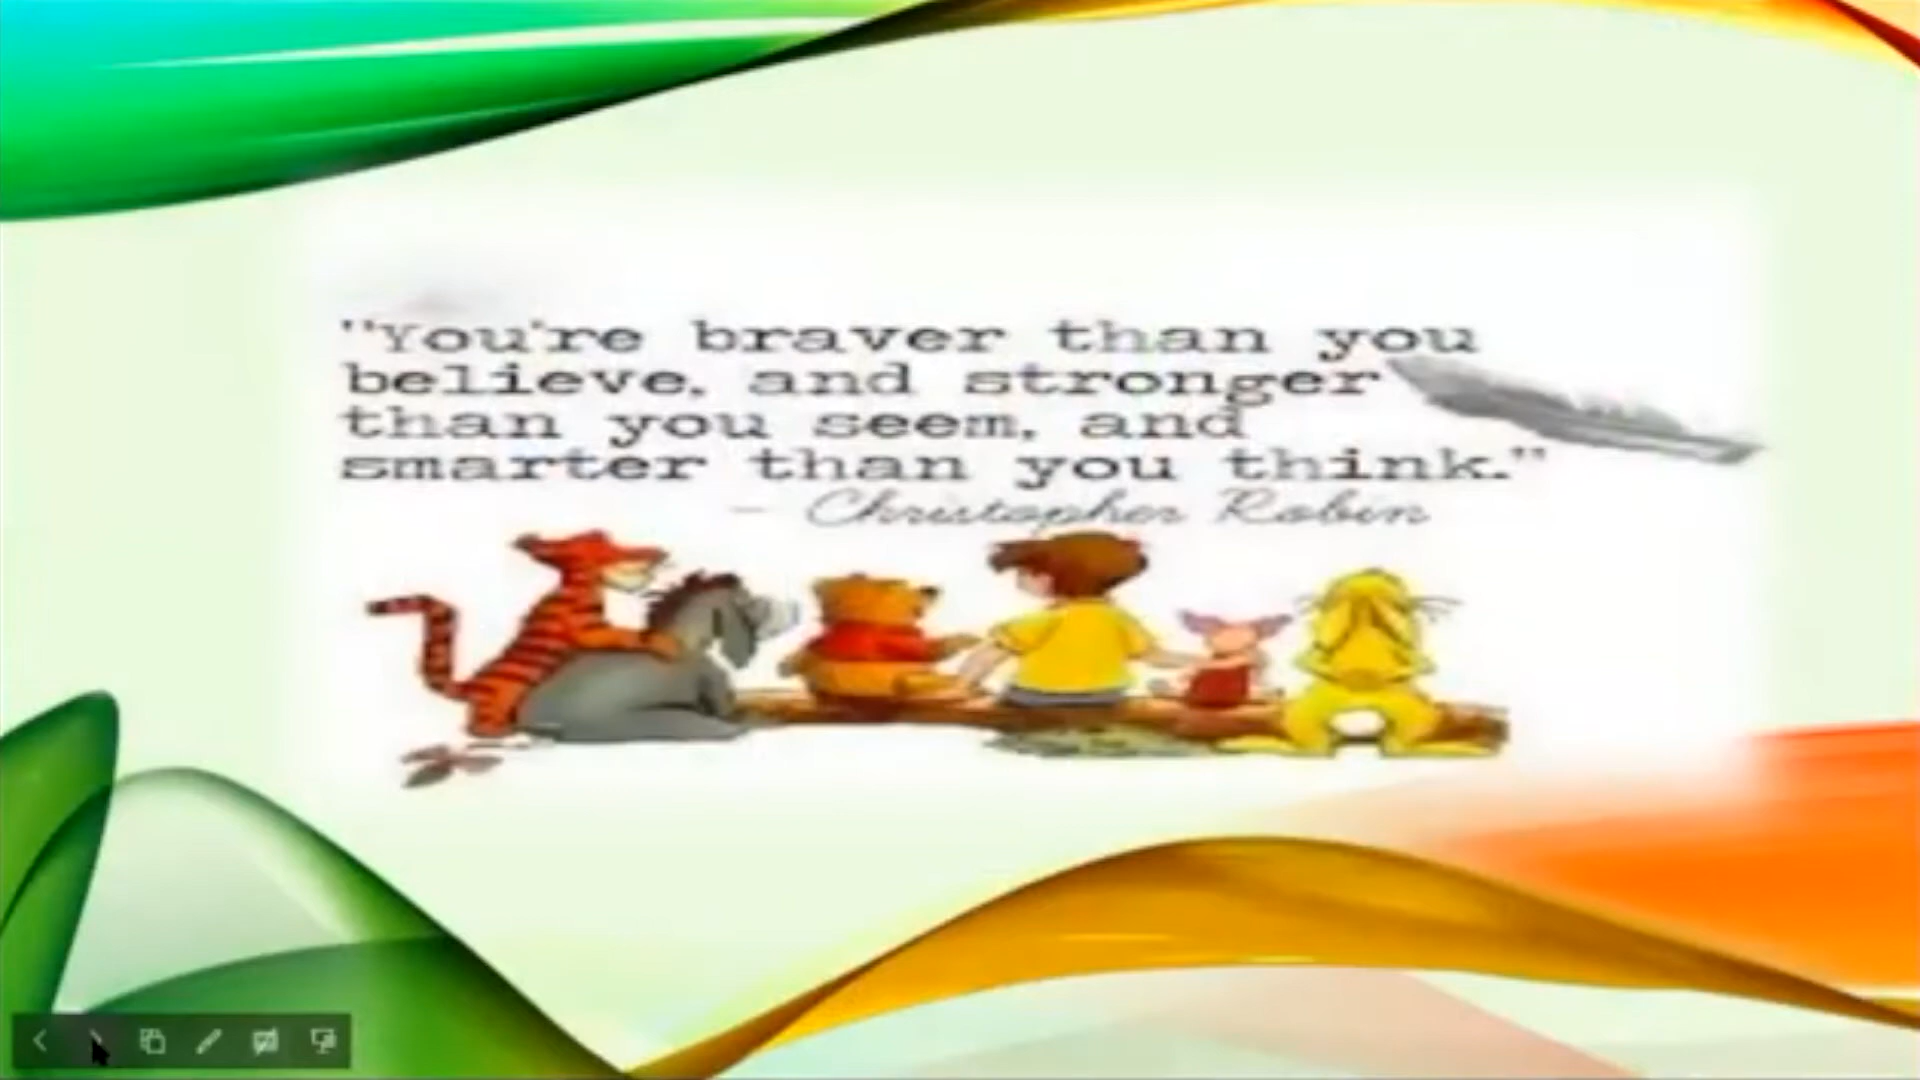 "You're braver than you
believe, and stronger
than you seem, and
smarter than you think."
- Christopher Robin